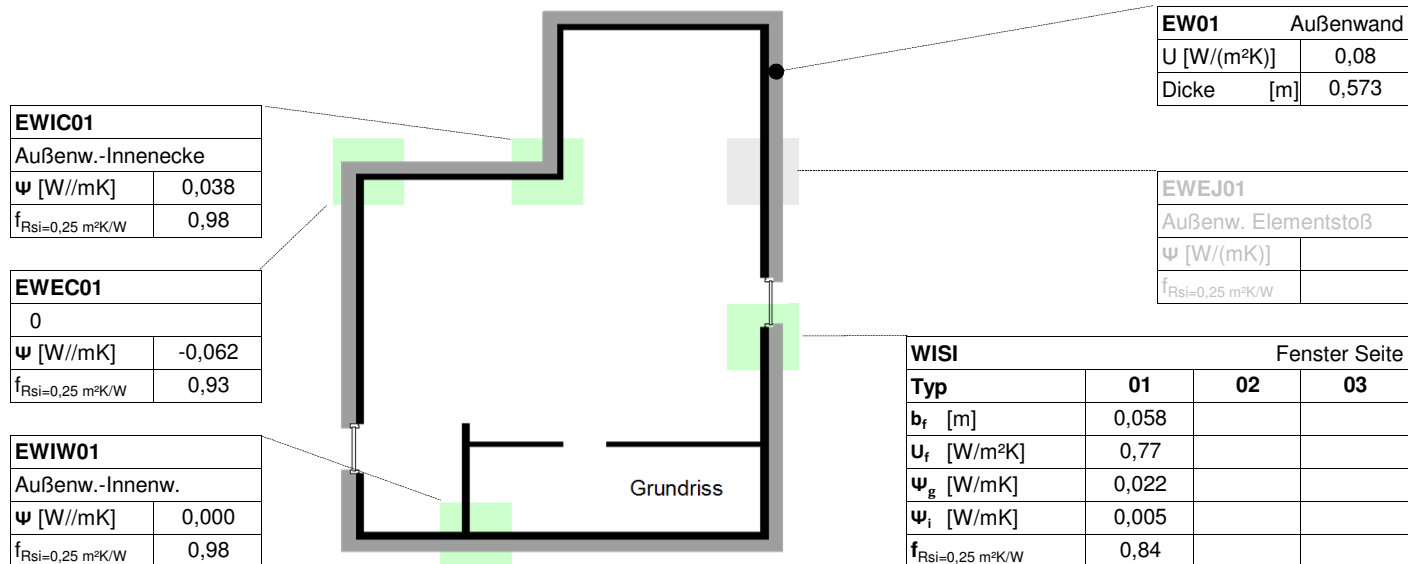 EW01 Außenwand
U [W/(m²K)] 0,08
Dicke [m] 0,573
EWIC01
Außenw.-Innenecke
Ψ [W//mK] 0,038
fRsi=0,25 m²K/W 0,98
EWEJ01
Außenw. Elementstoß
Ψ [W/(mK)]
fRsi=0,25 m²K/W
EWEC01
0
Ψ [W//mK] -0,062
fRsi=0,25 m²K/W 0,93
WISI Fenster Seite
Typ 01 02 03
bf [m] 0,058
Uf [W/m²K] 0,77
Ψg [W/mK] 0,022
Ψi [W/mK] 0,005
fRsi=0,25 m²K/W 0,84
EWIW01
Außenw.-Innenw.
Ψ [W//mK] 0,000
fRsi=0,25 m²K/W 0,98
Grundriss